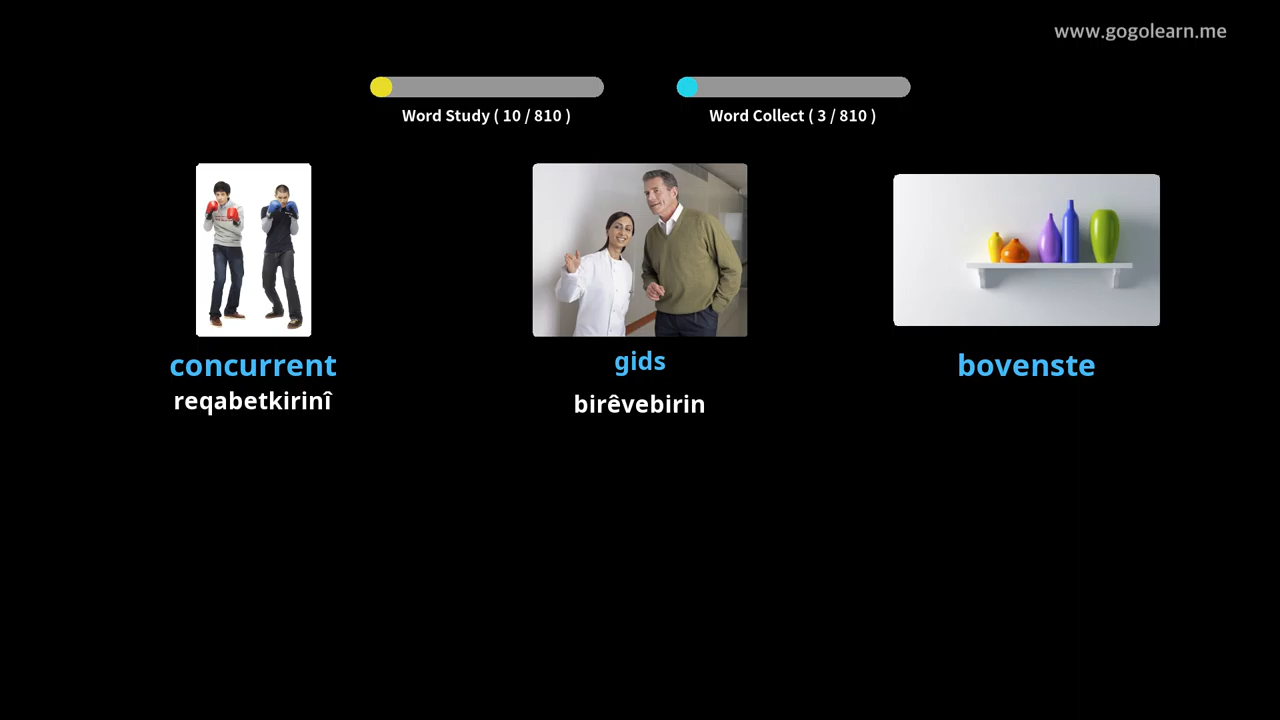 www.gogolearn.me
Word Study ( 10 / 810 )
Word Collect ( 3 / 810 )
concurrent
reqabetkirinî
gids
birêvebirin
bovenste